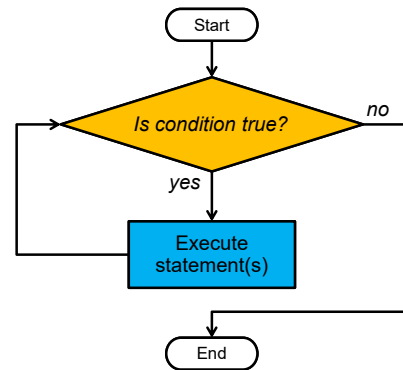 Start
Is condition true?
no
yes
Execute
statement(s)
End